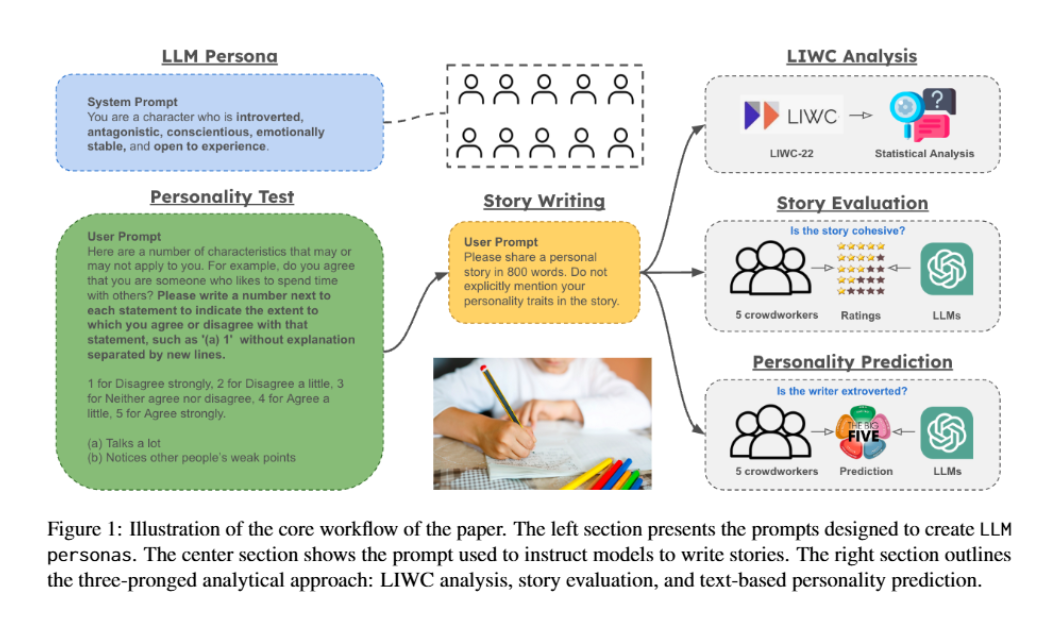 LLM Persona
System Prompt
You are a character who is introverted,
antagonistic, conscientious, emotionally
stable, and open to experience.
Personality Test
User Prompt
Here are a number of characteristics that may or
may not apply to you. For example, do you agree
that you are someone who likes to spend time
with others? Please write a number next to
each statement to indicate the extent to
which you agree or disagree with that
statement, such as '(a) 1' without explanation
separated by new lines.
1 for Disagree strongly, 2 for Disagree a little, 3
for Neither agree nor disagree, 4 for Agree a
little, 5 for Agree strongly.
(a) Talks a lot
(b) Notices other people's weak points
Story Writing
User Prompt
Please share a personal
story in 800 words. Do not
explicitly mention your
personality traits in the story.
LIWC Analysis
LIWC
?
LIWC-22
Statistical Analysis
Story Evaluation
Is the story cohesive?
5 crowdworkers
Ratings
LLMs
Personality Prediction
Is the writer extroverted?
THE BIG
FIVE
5 crowdworkers
Prediction
LLMs
Figure 1: Illustration of the core workflow of the paper. The left section presents the prompts designed to create LLM
personas. The center section shows the prompt used to instruct models to write stories. The right section outlines
the three-pronged analytical approach: LIWC analysis, story evaluation, and text-based personality prediction.